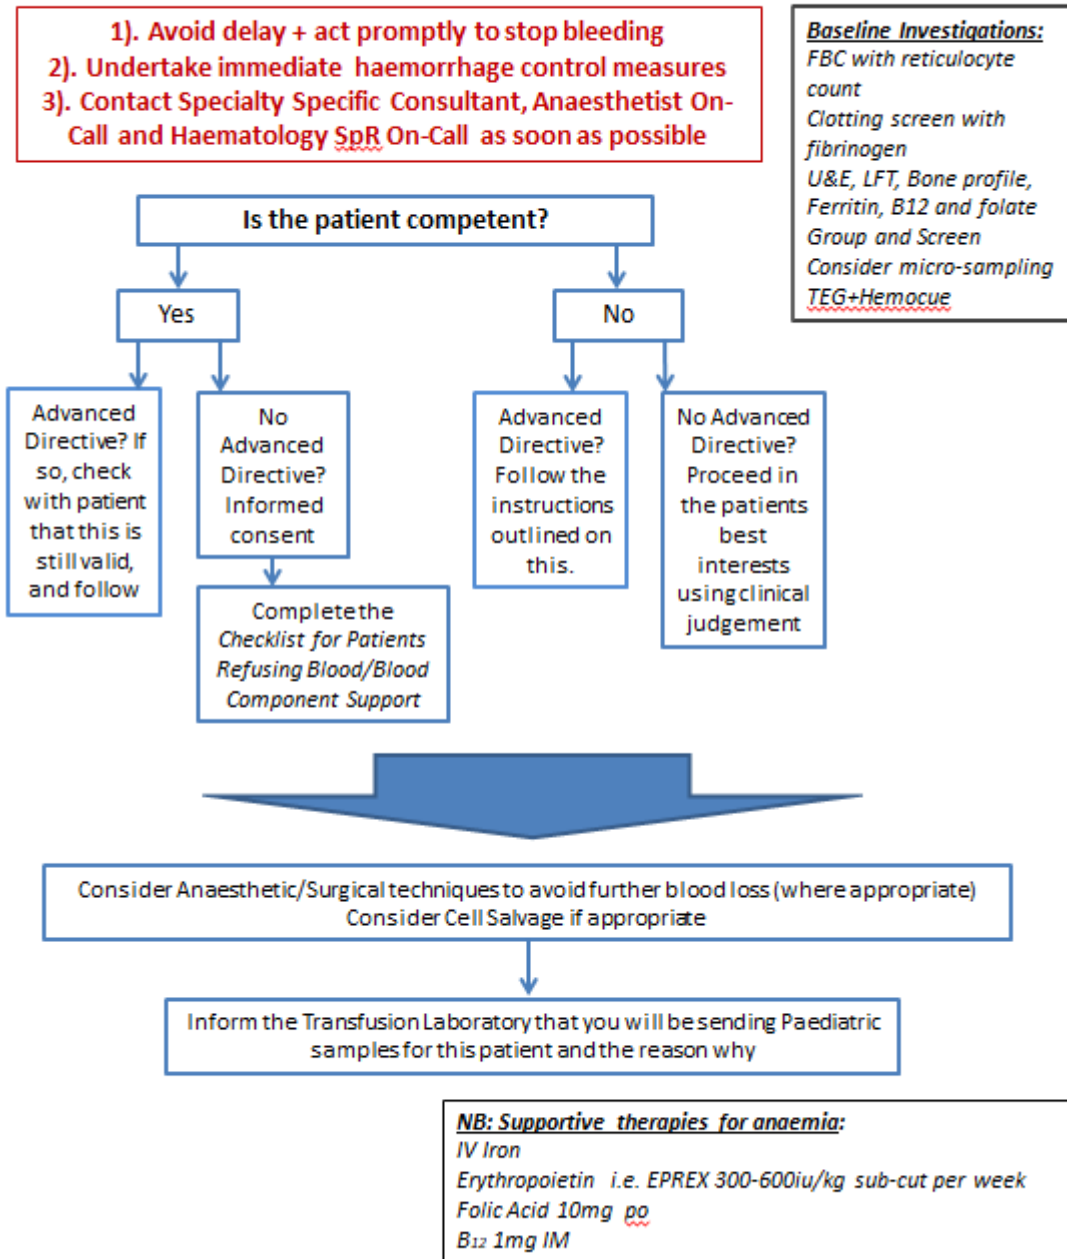 1). Avoid delay + act promptly to stop bleeding
2). Undertake immediate haemorrhage control measures
3). Contact Specialty Specific Consultant, Anaesthetist On-
Call and Haematology SpR On-Call as soon as possible
Baseline Investigations:
FBC with reticulocyte
count
Clotting screen with
fibrinogen
U&E, LFT, Bone profile,
Ferritin, B12 and folate
Group and Screen
Consider micro-sampling
TEG+Hemocue
Is the patient competent?
Yes
No
Advanced
Directive? If
so, check
with patient
that this is
still valid,
and follow
No
Advanced
Directive?
Informed
consent
Complete the
Checklist for Patients
Refusing Blood/Blood
Component Support
Advanced
Directive?
Follow the
instructions
outlined on
this.
No Advanced
Directive?
Proceed in
the patients
best
interests
using clinical
judgement
Consider Anaesthetic/Surgical techniques to avoid further blood loss (where appropriate)
Consider Cell Salvage if appropriate
Inform the Transfusion Laboratory that you will be sending Paediatric
samples for this patient and the reason why
NB: Supportive therapies for anaemia:
IV Iron
Erythropoietin i.e. EPREX 300-600iu/kg sub-cut per week
Folic Acid 10mg po
B12 1mg IM